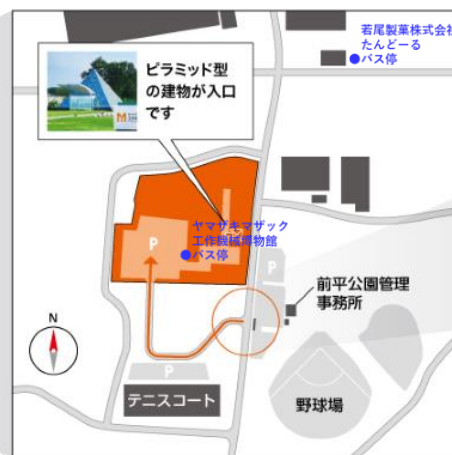 若尾製菓株式会社
たんどーる
バス停
ピラミッド型
の建物が入口
です
M
ヤマザキマザック
工作機械博物館
バス停
P
P
前平公園管理
事務所
N
P
テニスコート
野球場